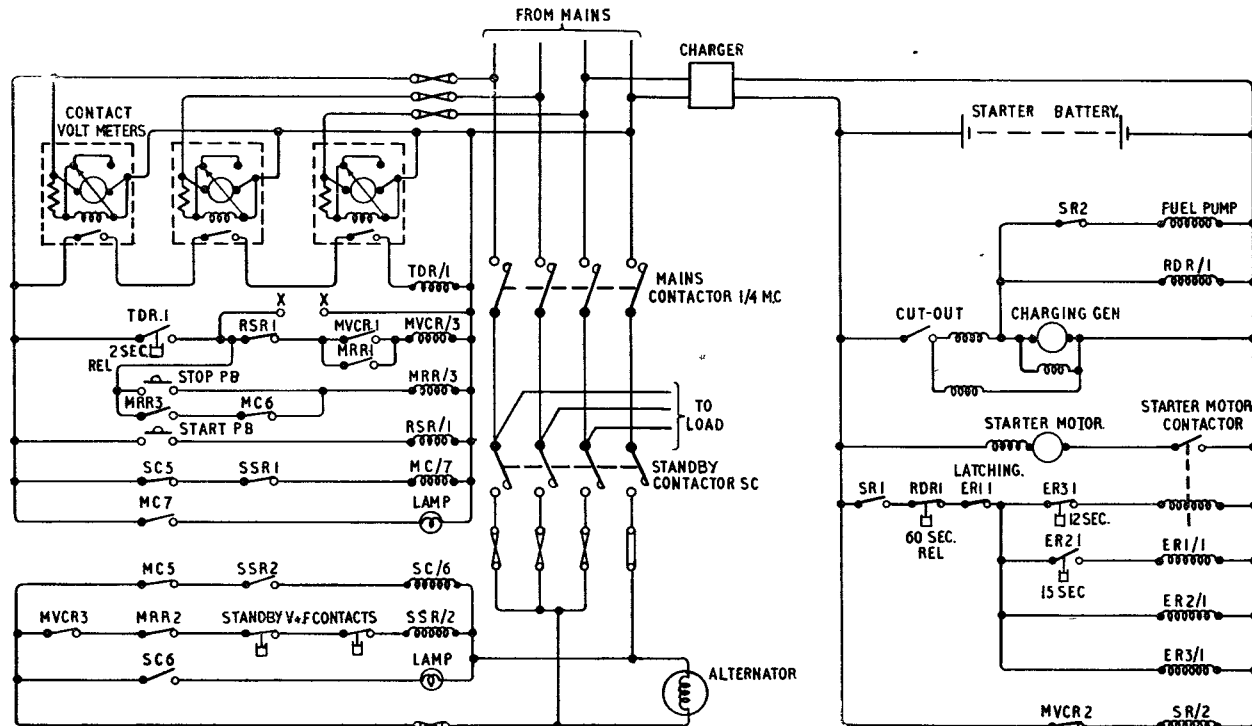 FROM MAINS
CHARGER
CONTACT
VOLT METERS
STARTER BATTERY.
SR2
FUEL PUMP
RDR/1
TDR/1
MAINS
CONTACTOR 1/4 M.C
X X
TDR.1
RSR1
MVCR.1
MVCR/3
2SEC
REL
MRR1
CUT-OUT
CHARGING GEN
STOP PB
MRR/3
MRR3
MC6
START PB
RSR/1
TO
LOAD
STARTER MOTOR.
STARTER MOTOR
CONTACTOR
SC5
SSR1
MC/7
STANDBY
CONTACTOR SC
LATCHING.
MC7
LAMP
SR1
RDR1
ER1 1
ER3 1
60 SEC.
REL
12SEC.
ER2 1
ER1/1
15 SEC
MC5
SSR2
SC/6
ER2/1
MVCR3
MRR2
STANDBY V+F CONTACTS
SSR/2
SC6
LAMP
ALTERNATOR
ER3/1
MVCR 2
SR/2